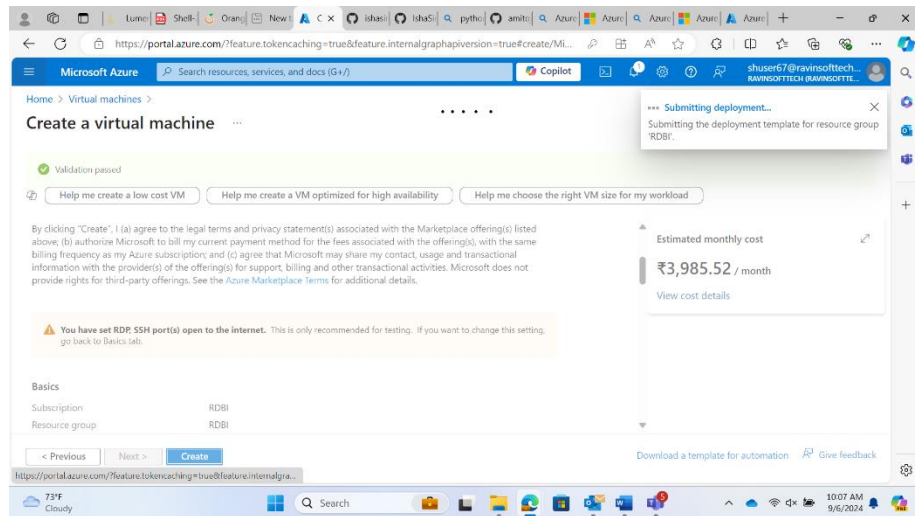 Lume
Shell-
Orang
New t
C
ishasi
IshaSi
pytho
amito
Azure
Azure
Azure
Azure
Azure
https://portal.azure.com/?feature.tokencaching=true&feature.internalgraphapiversion=true#create/Mi...
Microsoft Azure
Search resources, services, and docs (G+/)
Copilot
shuser67@ravinsofttech...
RAVINSOFTTECH (RAVINSOFTTE...
Home > Virtual machines >
Create a virtual machine ...
Submitting deployment...
Submitting the deployment template for resource group
'RDBI'.
Validation passed
Help me create a low cost VM
Help me create a VM optimized for high availability
Help me choose the right VM size for my workload
By clicking "Create", I (a) agree to the legal terms and privacy statement(s) associated with the Marketplace offering(s) listed
above; (b) authorize Microsoft to bill my current payment method for the fees associated with the offering(s), with the same
billing frequency as my Azure subscription; and (c) agree that Microsoft may share my contact, usage and transactional
information with the provider(s) of the offering(s) for support, billing and other transactional activities. Microsoft does not
provide rights for third-party offerings. See the Azure Marketplace Terms for additional details.
Estimated monthly cost
₹3,985.52 / month
View cost details
You have set RDP, SSH port(s) open to the internet. This is only recommended for testing. If you want to change this setting,
go back to Basics tab.
Basics
Subscription RDBI
Resource group RDBI
< Previous
Next >
Create
Download a template for automation
Give feedback
https://portal.azure.com/?feature.tokencaching=true&feature.internalgra...
73°F
Cloudy
Search
10:07 AM
9/6/2024